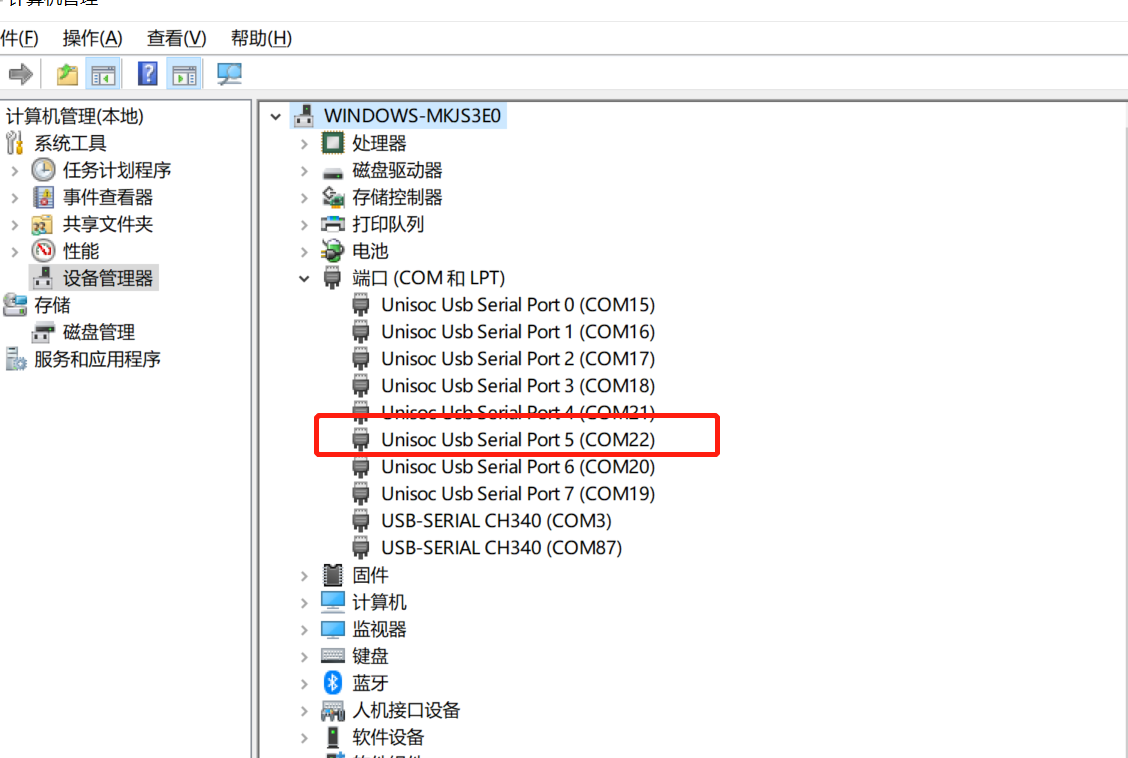 计算机管理
件(F) 操作(A) 查看(V) 帮助(H)
计算机管理(本地)
系统工具
任务计划程序
事件查看器
共享文件夹
性能
设备管理器
存储
磁盘管理
服务和应用程序
WINDOWS-MKJS3E0
处理器
磁盘驱动器
存储控制器
打印队列
电池
端口 (COM 和 LPT)
Unisoc Usb Serial Port 0 (COM15)
Unisoc Usb Serial Port 1 (COM16)
Unisoc Usb Serial Port 2 (COM17)
Unisoc Usb Serial Port 3 (COM18)
Unisoc Usb Serial Port 4 (COM21)
Unisoc Usb Serial Port 5 (COM22)
Unisoc Usb Serial Port 6 (COM20)
Unisoc Usb Serial Port 7 (COM19)
USB-SERIAL CH340 (COM3)
USB-SERIAL CH340 (COM87)
固件
计算机
监视器
键盘
蓝牙
人机接口设备
软件设备